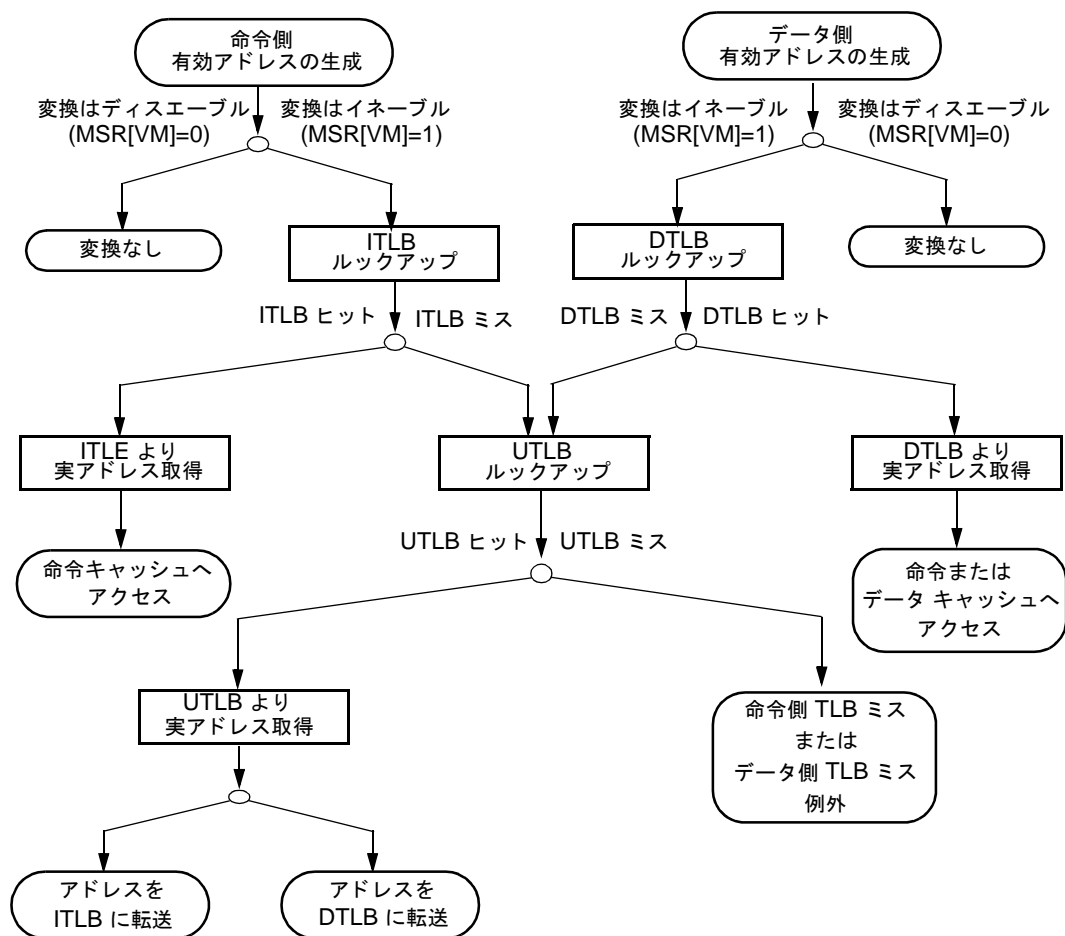 命令側
有効アドレスの生成
データ側
有効アドレスの生成
変換はディスエーブル
(MSR[VM]=0)
変換はイネーブル
(MSR[VM]=1)
変換はイネーブル
(MSR[VM]=1)
変換はディスエーブル
(MSR[VM]=0)
変換なし
ITLB
ルックアップ
DTLB
ルックアップ
変換なし
ITLB ヒット
ITLB ミス
DTLB ミス
DTLB ヒット
ITLE より
実アドレス取得
UTLB
ルックアップ
DTLB より
実アドレス取得
UTLB ヒット
UTLB ミス
命令キャッシュへ
アクセス
命令または
データ キャッシュへ
アクセス
UTLB より
実アドレス取得
命令側 TLB ミス
または
データ側 TLB ミス
例外
アドレスを
ITLB に転送
アドレスを
DTLB に転送